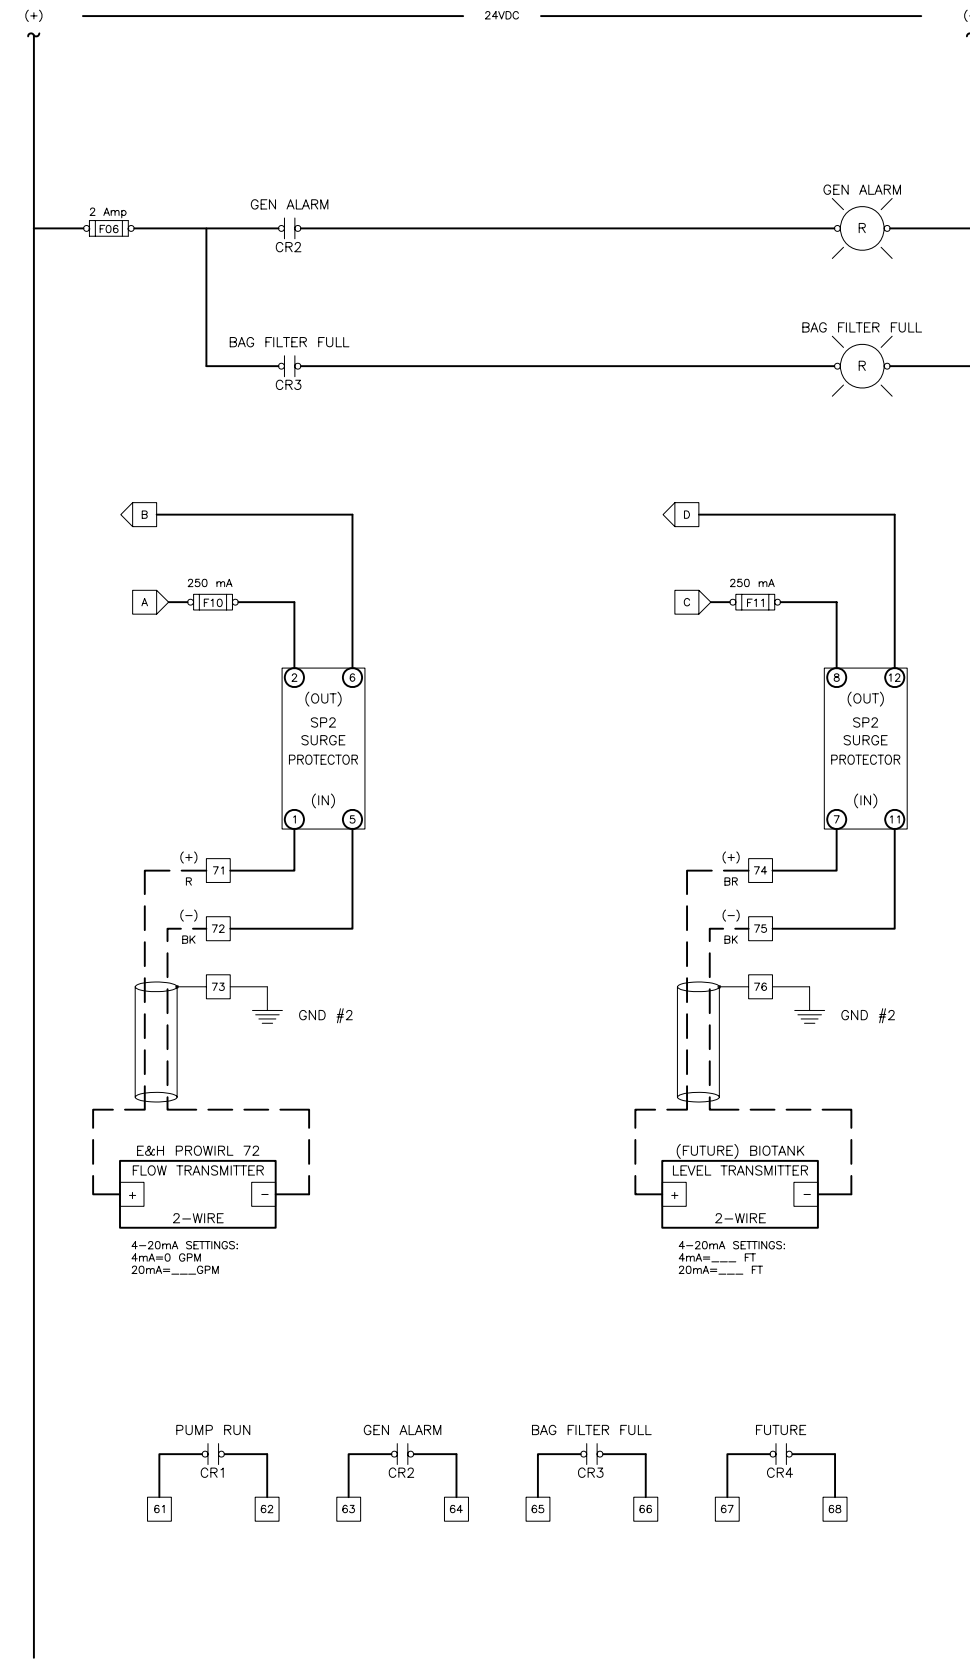 (+) 24VDC
GEN ALARM
GEN ALARM
2 Amp
F06
CR2
R
BAG FILTER FULL
BAG FILTER FULL
CR3
R
B
D
250 mA
250 mA
A
F10
C
F11
2
6
8
12
(OUT)
SP2
SURGE
PROTECTOR
(IN)
(OUT)
SP2
SURGE
PROTECTOR
(IN)
1
5
7
11
(+)
R
71
(+)
BR
74
(-)
BK
72
(-)
BK
75
73
GND #2
76
GND #2
E&H PROWIRL 72
FLOW TRANSMITTER
+
-
2-WIRE
4-20mA SETTINGS:
4mA=0 GPM
20mA=___GPM
(FUTURE) BIOTANK
LEVEL TRANSMITTER
+
-
2-WIRE
4-20mA SETTINGS:
4mA=___ FT
20mA=___ FT
PUMP RUN
CR1
61
62
GEN ALARM
CR2
63
64
BAG FILTER FULL
CR3
65
66
FUTURE
CR4
67
68